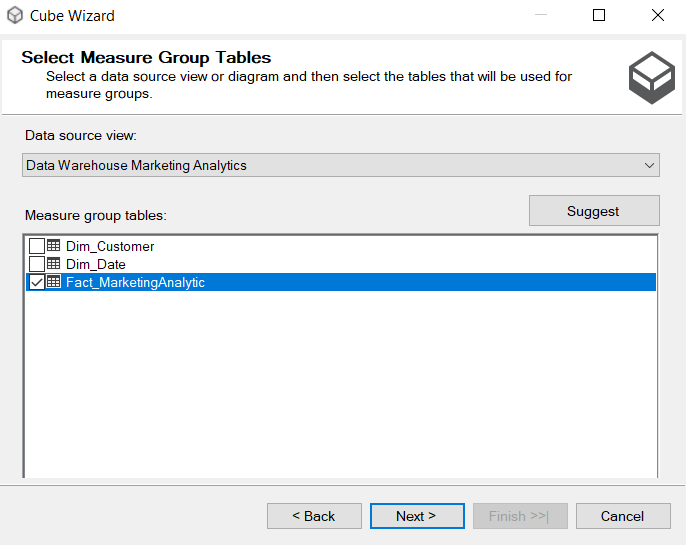 Cube Wizard
Select Measure Group Tables
Select a data source view or diagram and then select the tables that will be used for
measure groups.
Data source view:
Data Warehouse Marketing Analytics
Suggest
Measure group tables:
Dim_Customer
Dim_Date
Fact_MarketingAnalytic
< Back
Next >
Finish >>|
Cancel